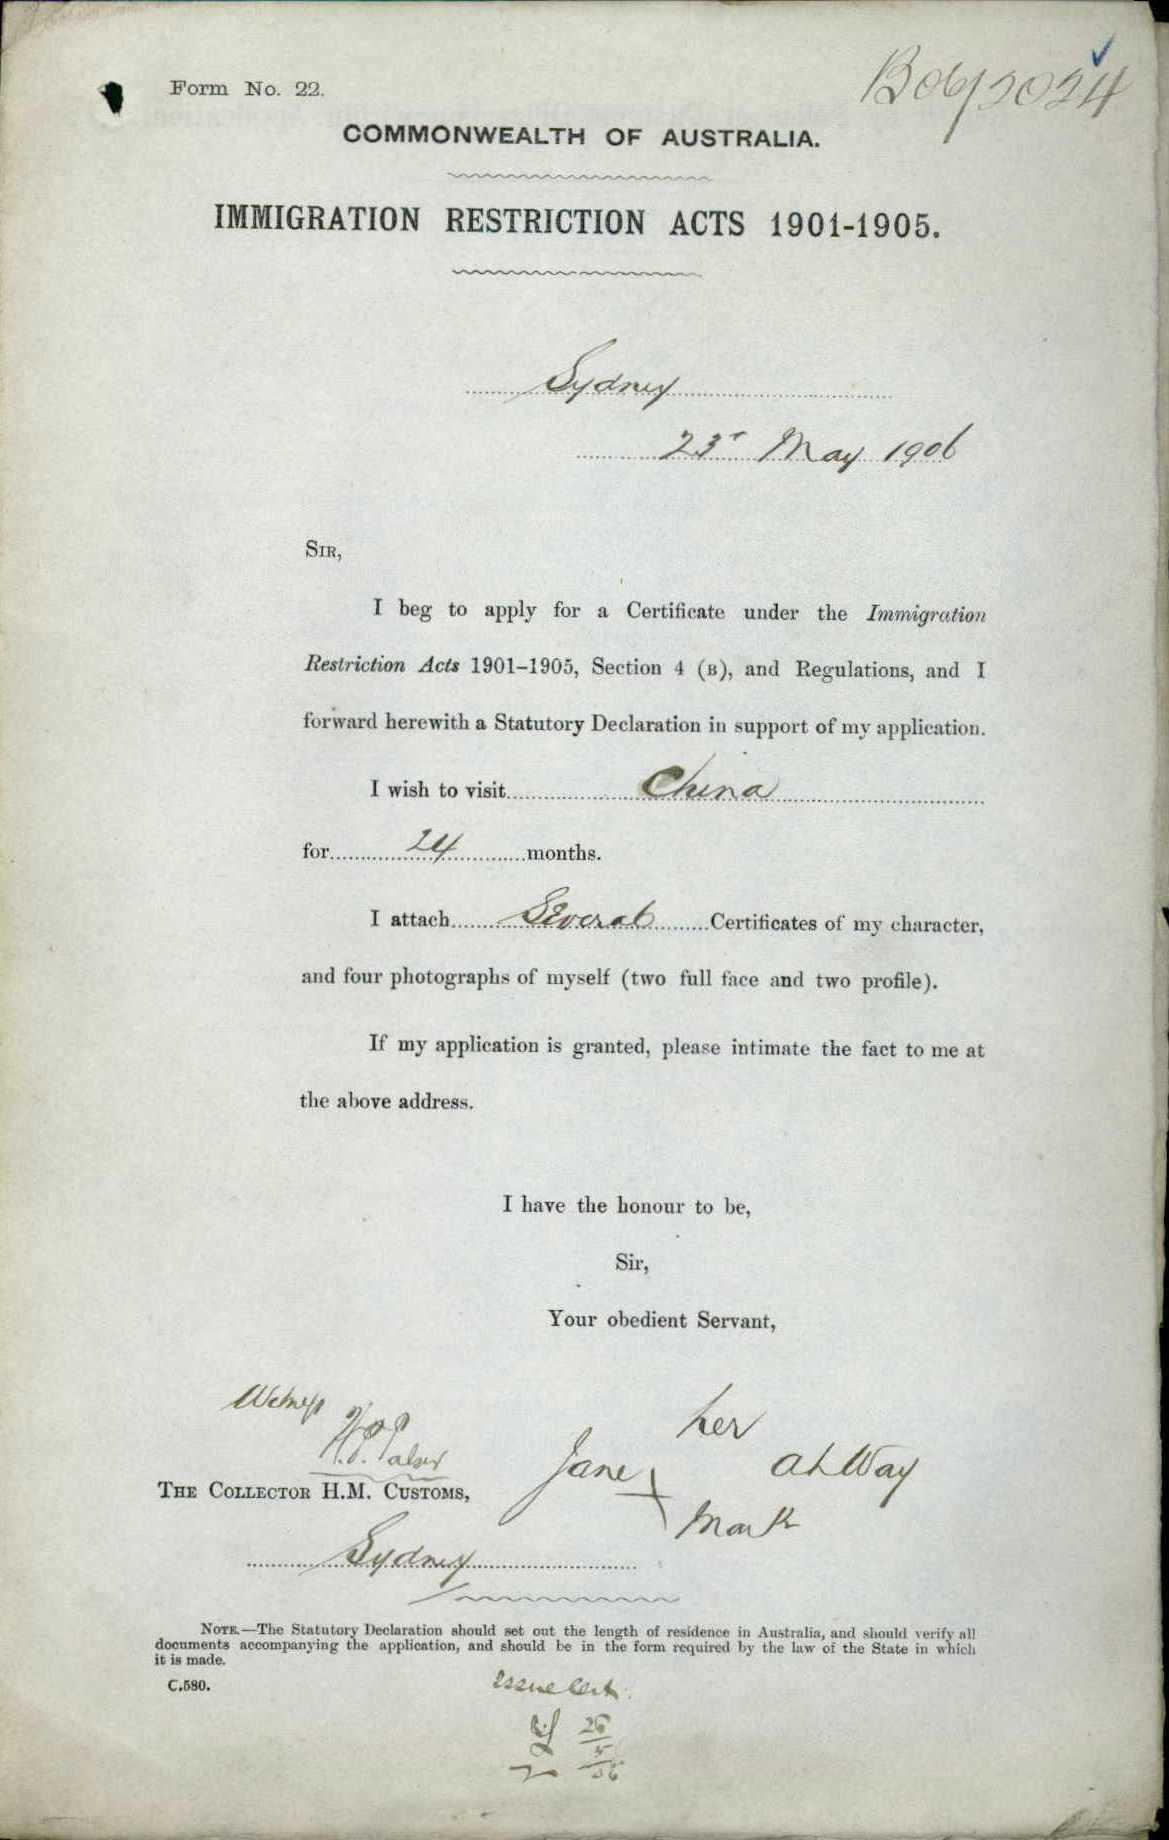 B06/2024
Form No. 22.
COMMONWEALTH OF AUSTRALIA.
IMMIGRATION RESTRICTION ACTS 1901-1905.
Sydney
23r May 1906
SIR,
I beg to apply for a Certificate under the Immigration
Restriction Acts 1901–1905, Section 4 (B), and Regulations, and I
forward herewith a Statutory Declaration in support of my application.
I wish to visit China
for 24 months.
I attach Several Certificates of my character,
and four photographs of myself (two full face and two profile).
If my application is granted, please intimate the fact to me at
the above address.
I have the honour to be,
Sir,
Your obedient Servant,
Witness
her
Jane X Ah Way
Mark
THE COLLECTOR H.M. CUSTOMS,
Sydney
NOTE.—The Statutory Declaration should set out the length of residence in Australia, and should verify all
documents accompanying the application, and should be in the form required by the law of the State in which
it is made.
C.580.
Issue Cert.